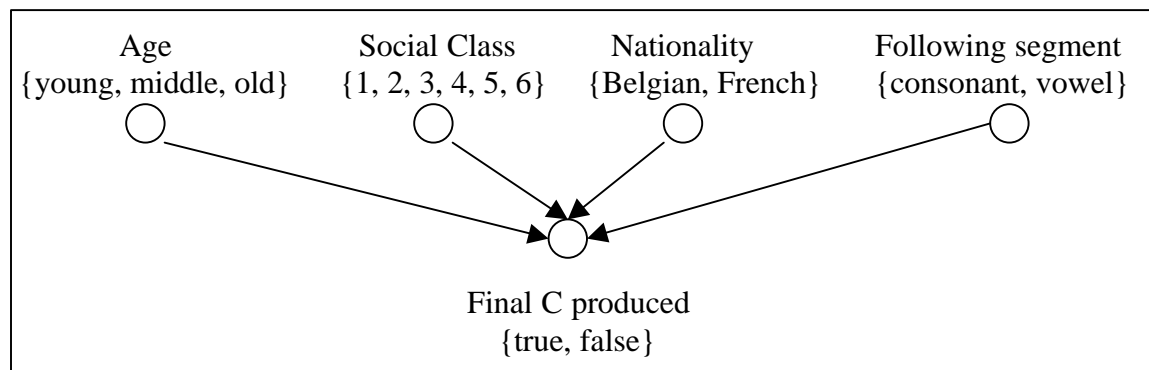 Age
{young, middle, old}
Social Class
{1, 2, 3, 4, 5, 6}
Nationality
{Belgian, French}
Following segment
{consonant, vowel}
Final C produced
{true, false}